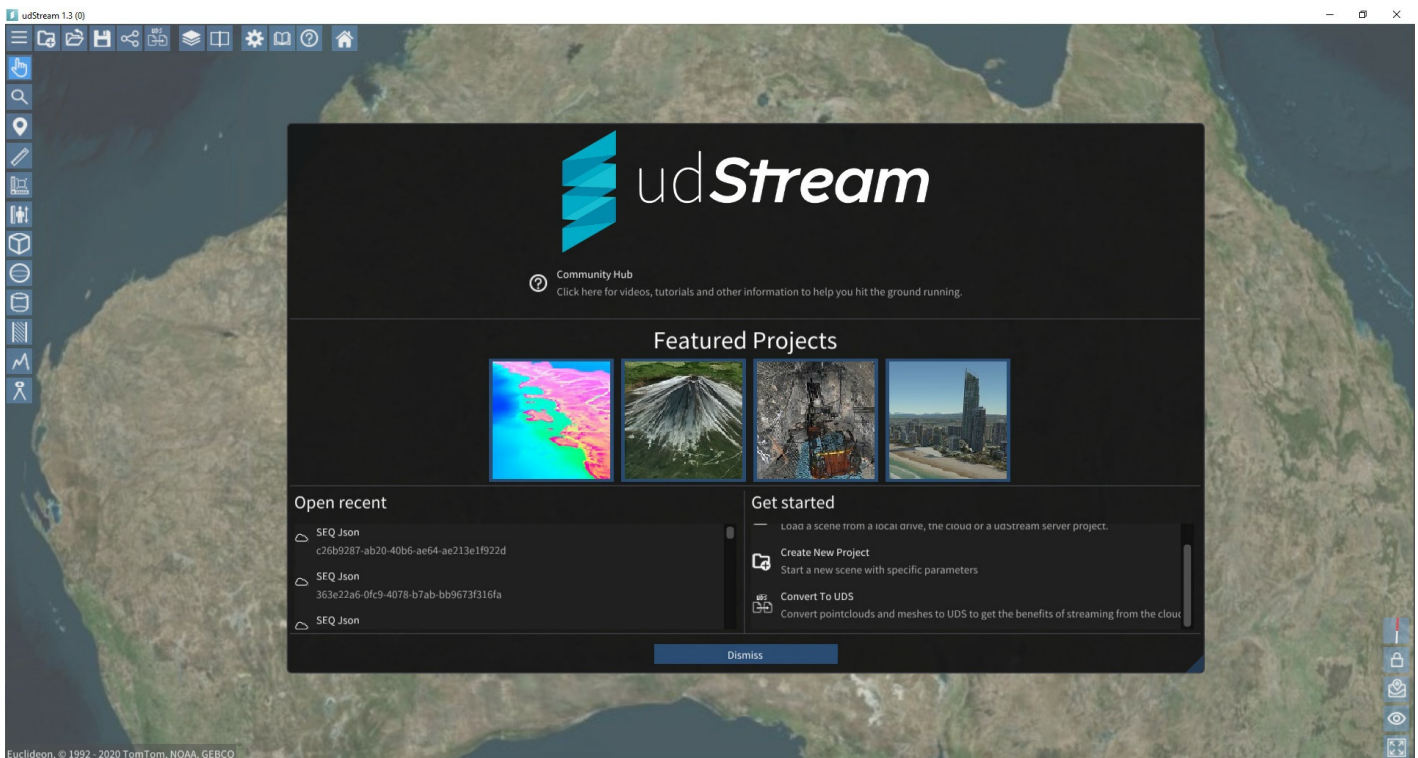 udStream 1.3 (0)
UDS
udStream
Community Hub
Click here for videos, tutorials and other information to help you hit the ground running.
Featured Projects
Open recent
SEQ Json
c26b9287-ab20-40b6-ae64-ae213e1f922d
SEQ Json
363e22a6-0fc9-4078-b7ab-bb9673f316fa
SEQ Json
Get started
Load a scene from a local drive, the cloud or a udStream server project.
Create New Project
Start a new scene with specific parameters
UDS
Convert To UDS
Convert pointclouds and meshes to UDS to get the benefits of streaming from the cloud
Dismiss
Euclideon, © 1992 - 2020 TomTom, NOAA, GEBCO